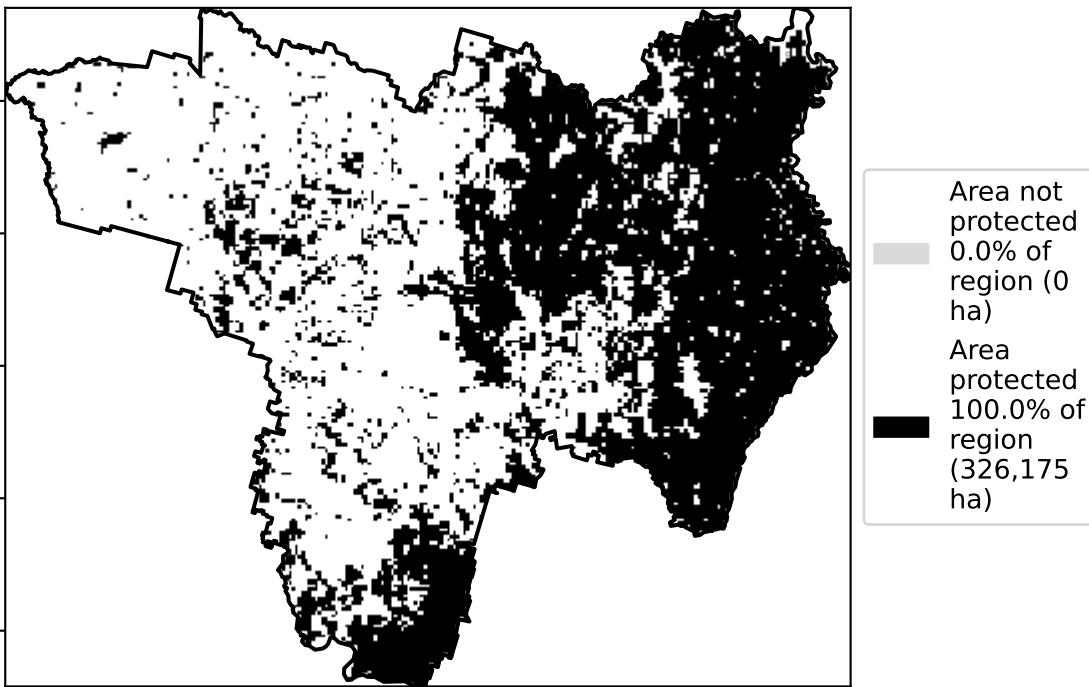 Area not
protected
0.0% of
region (0
ha)
Area
protected
100.0% of
region
(326,175
ha)